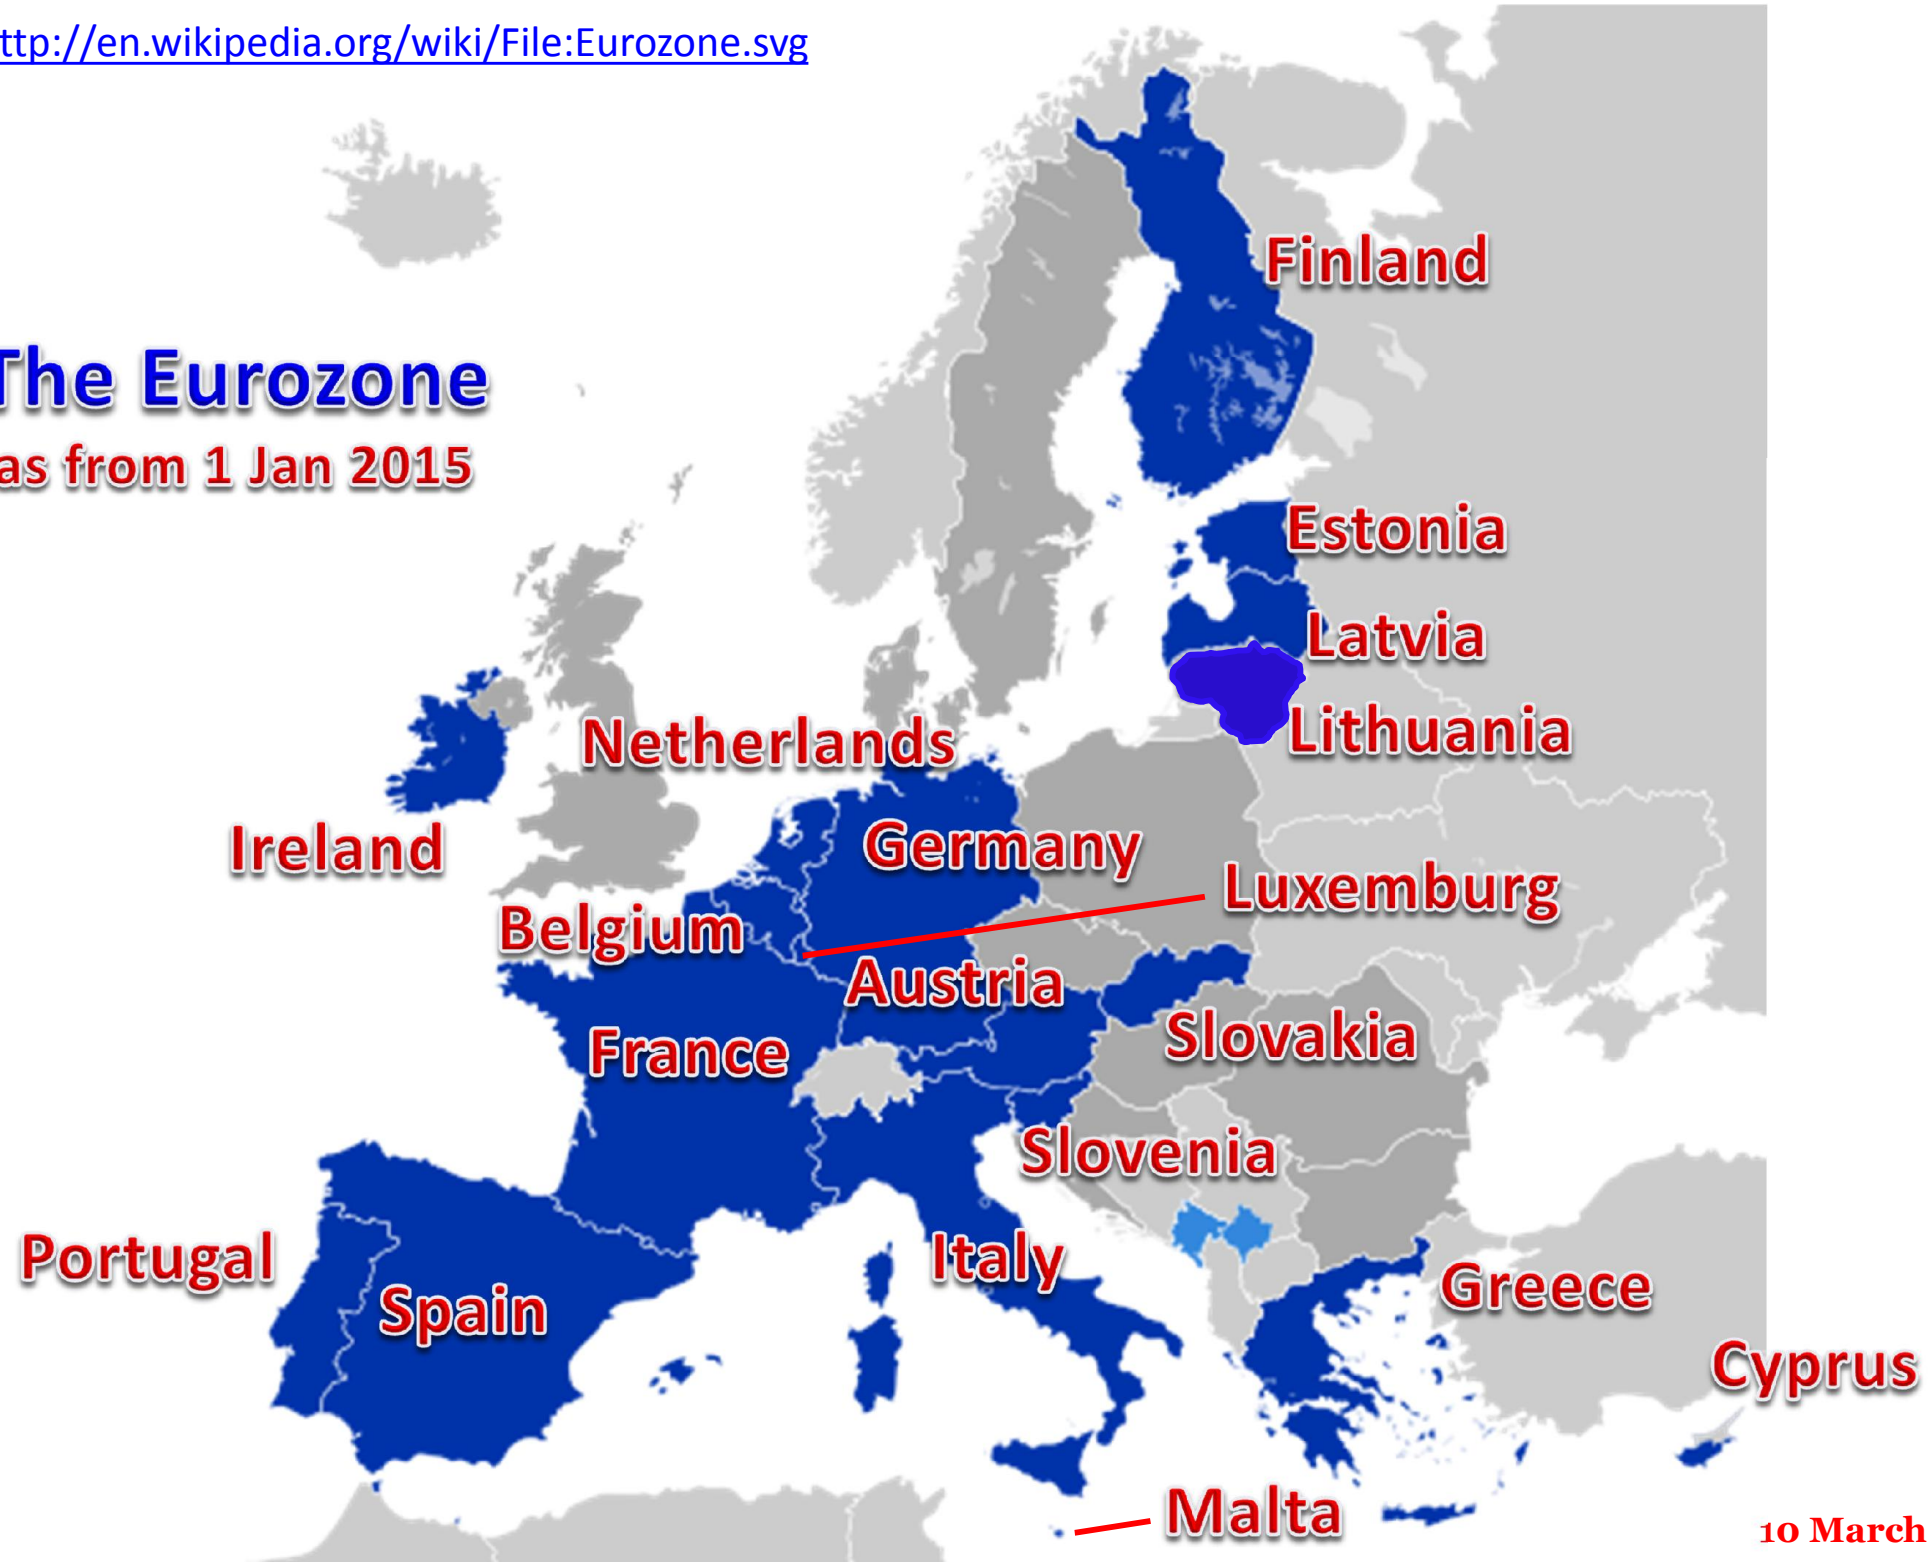 ttp://en.wikipedia.org/wiki/File:Eurozone.svg
Finland
The Eurozone
as from 1 Jan 2015
Estonia
Latvia
Lithuania
Netherlands
Ireland
Germany
Luxemburg
Belgium
Austria
Slovakia
France
Slovenia
Portugal
Italy
Spain
Greece
Cyprus
Malta
10 March